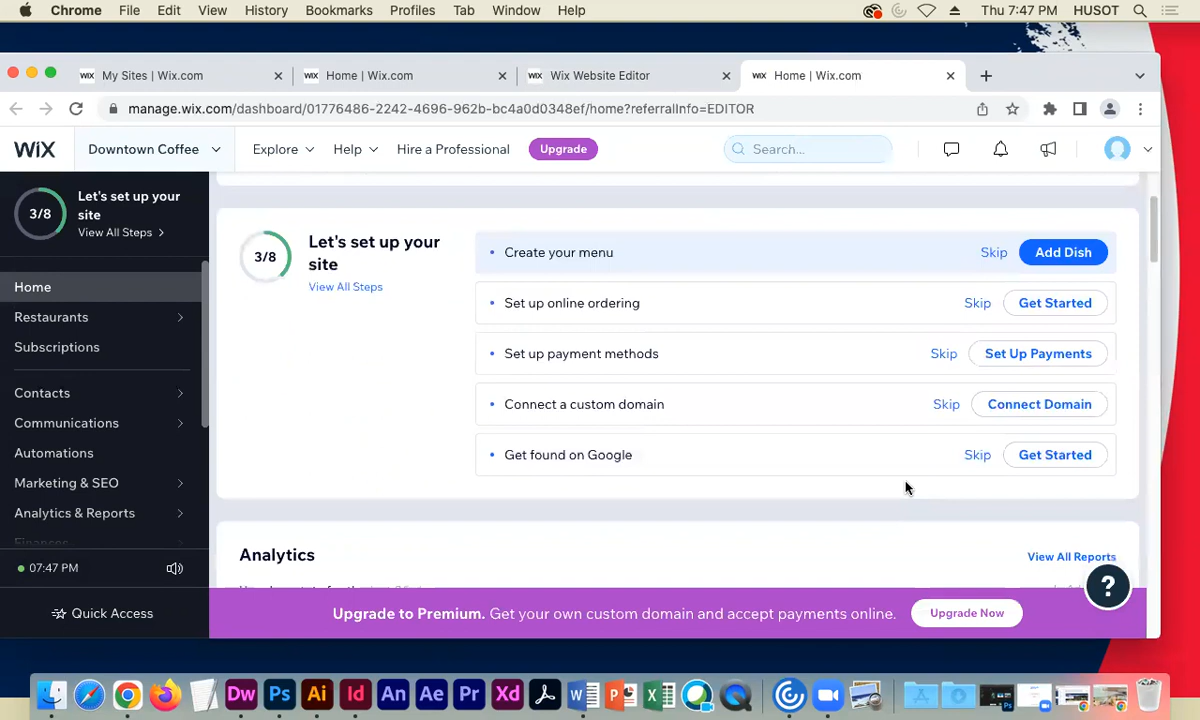 Chrome File Edit View History Bookmarks Profiles Tab Window Help Thu 7:47 PM HUSOT
WiX My Sites | Wix.com
WiX Home | Wix.com
WiX Wix Website Editor
WiX Home | Wix.com
manage.wix.com/dashboard/01776486-2242-4696-962b-bc4a0d0348ef/home?referralInfo=EDITOR
WiX Downtown Coffee Explore Help Hire a Professional Upgrade Search...
3/8
Let's set up your
site
View All Steps
Home
Restaurants
Subscriptions
Contacts
Communications
Automations
Marketing & SEO
Analytics & Reports
Finances
07:47 PM
Quick Access
3/8
Let's set up your
site
View All Steps
Create your menu Skip Add Dish
Set up online ordering Skip Get Started
Set up payment methods Skip Set Up Payments
Connect a custom domain Skip Connect Domain
Get found on Google Skip Get Started
Analytics View All Reports
?
Upgrade to Premium. Get your own custom domain and accept payments online. Upgrade Now
Dw Ps Ai Id An Ae Pr Xd W P X